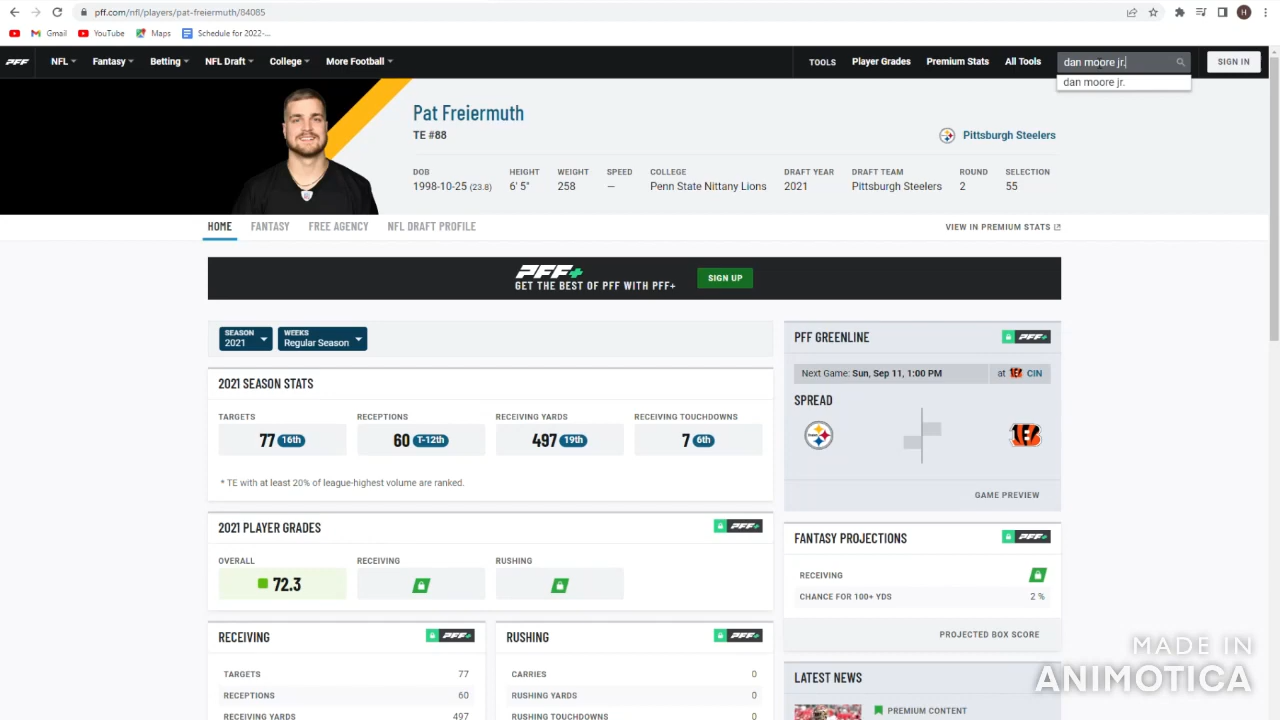 pff.com/nfl/players/pat-freiermuth/84085
H
Gmail YouTube Maps Schedule for 2022-...
PFF NFL Fantasy Betting NFL Draft College More Football TOOLS Player Grades Premium Stats All Tools dan moore jr. SIGN IN
dan moore jr.
Pat Freiermuth
TE #88
Pittsburgh Steelers
DOB HEIGHT WEIGHT SPEED COLLEGE DRAFT YEAR DRAFT TEAM ROUND SELECTION
1998-10-25 (23.8) 6' 5" 258 — Penn State Nittany Lions 2021 Pittsburgh Steelers 2 55
HOME FANTASY FREE AGENCY NFL DRAFT PROFILE VIEW IN PREMIUM STATS
PFF+
GET THE BEST OF PFF WITH PFF+
SIGN UP
SEASON
2021
WEEKS
Regular Season
2021 SEASON STATS
TARGETS RECEPTIONS RECEIVING YARDS RECEIVING TOUCHDOWNS
77 16th 60 T-12th 497 19th 7 6th
* TE with at least 20% of league-highest volume are ranked.
2021 PLAYER GRADES PFF+
OVERALL RECEIVING RUSHING
72.3
RECEIVING PFF+
TARGETS 77
RECEPTIONS 60
RECEIVING YARDS 497
RUSHING PFF+
CARRIES 0
RUSHING YARDS 0
RUSHING TOUCHDOWNS 0
PFF GREENLINE PFF+
Next Game: Sun, Sep 11, 1:00 PM at CIN
SPREAD
GAME PREVIEW
FANTASY PROJECTIONS PFF+
RECEIVING
CHANCE FOR 100+ YDS 2 %
PROJECTED BOX SCORE
LATEST NEWS
PREMIUM CONTENT
MADE IN
ANIMOTICA